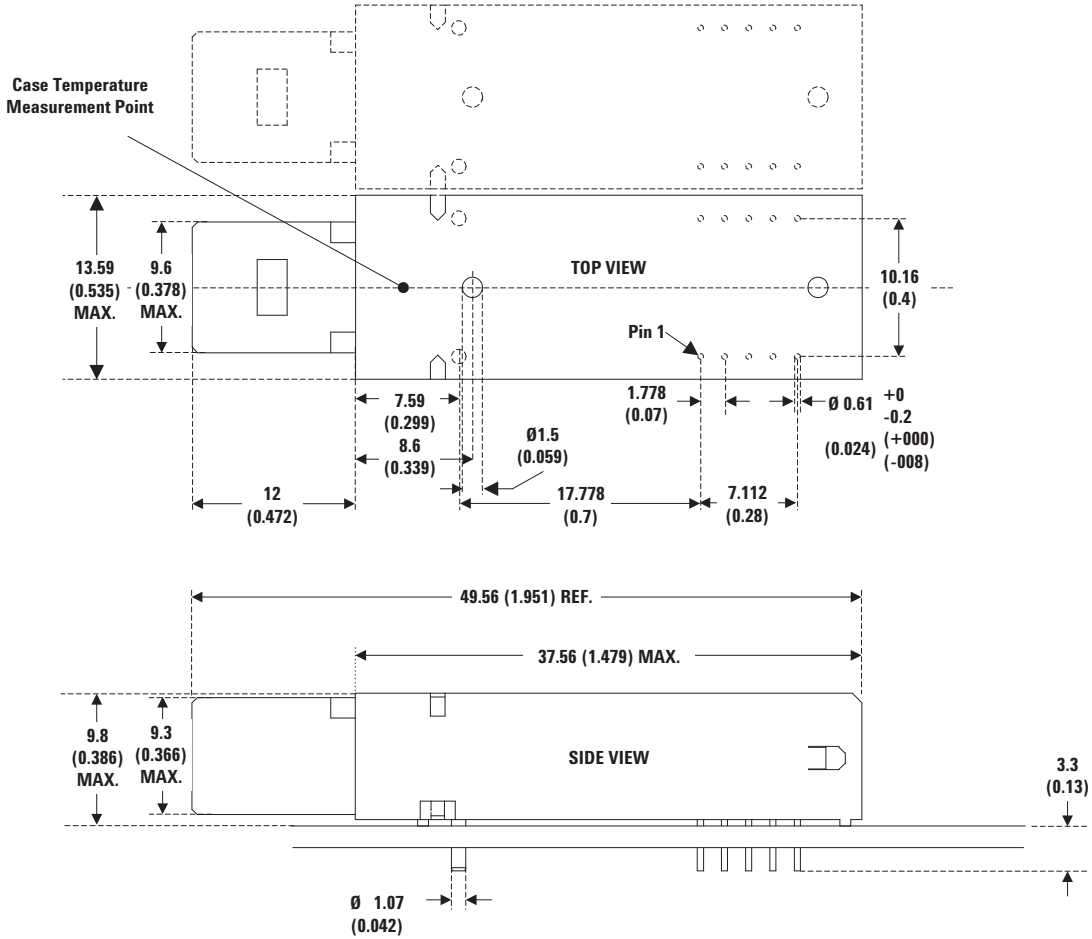 Case Temperature
Measurement Point
13.59
(0.535)
MAX.
9.6
(0.378)
MAX.
TOP VIEW
10.16
(0.4)
Pin 1
7.59
(0.299)
8.6
(0.339)
12
(0.472)
Ø1.5
(0.059)
17.778
(0.7)
1.778
(0.07)
7.112
(0.28)
Ø 0.61
+0
-0.2
(0.024)
(+000)
(-008)
49.56 (1.951) REF.
37.56 (1.479) MAX.
9.8
(0.386)
MAX.
9.3
(0.366)
MAX.
SIDE VIEW
3.3
(0.13)
Ø 1.07
(0.042)